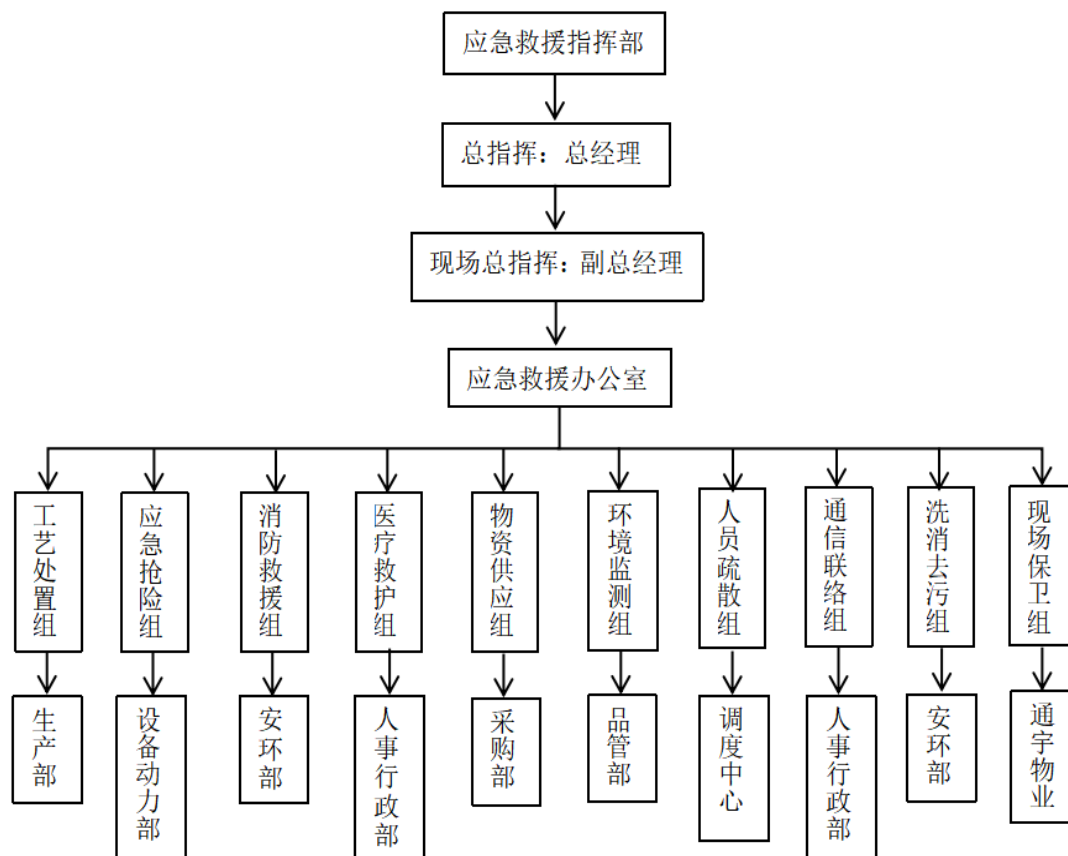 应急救援指挥部
总指挥：总经理
现场总指挥：副总经理
应急救援办公室
工艺处置组
应急抢险组
消防救援组
医疗救护组
物资供应组
环境监测组
人员疏散组
通信联络组
洗消去污组
现场保卫组
生产部
设备动力部
安环部
人事行政部
采购部
品管部
调度中心
人事行政部
安环部
通宇物业